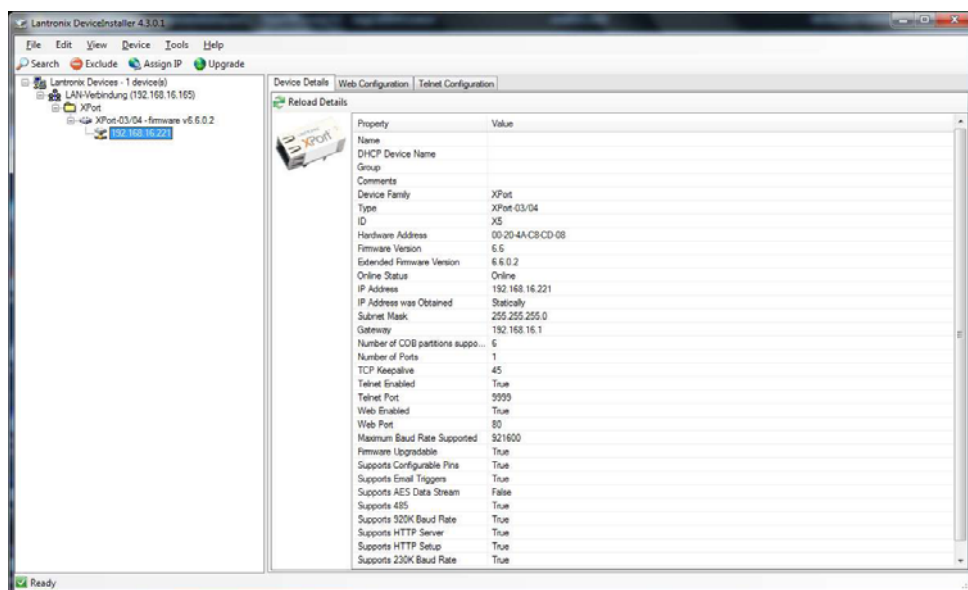 Lantronix DeviceInstaller 4.3.0.1
File Edit View Device Tools Help
Search Exclude Assign IP Upgrade
Lantronix Devices - 1 device(s)
LAN-Verbindung (192.168.16.165)
XPort
XPort-03/04 - firmware v6.6.0.2
192.168.16.221
Device Details Web Configuration Telnet Configuration
Reload Details
XPort
Property Value
Name
DHCP Device Name
Group
Comments
Device Family XPort
Type XPort-03/04
ID X5
Hardware Address 00-20-4A-C8-CD-08
Firmware Version 6.6
Extended Firmware Version 6.6.0.2
Online Status Online
IP Address 192.168.16.221
IP Address was Obtained Statically
Subnet Mask 255.255.255.0
Gateway 192.168.16.1
Number of COB partitions suppo... 6
Number of Ports 1
TCP Keepalive 45
Telnet Enabled True
Telnet Port 9999
Web Enabled True
Web Port 80
Maximum Baud Rate Supported 921600
Firmware Upgradable True
Supports Configurable Pins True
Supports Email Triggers True
Supports AES Data Stream False
Supports 485 True
Supports 920K Baud Rate True
Supports HTTP Server True
Supports HTTP Setup True
Supports 230K Baud Rate True
Ready